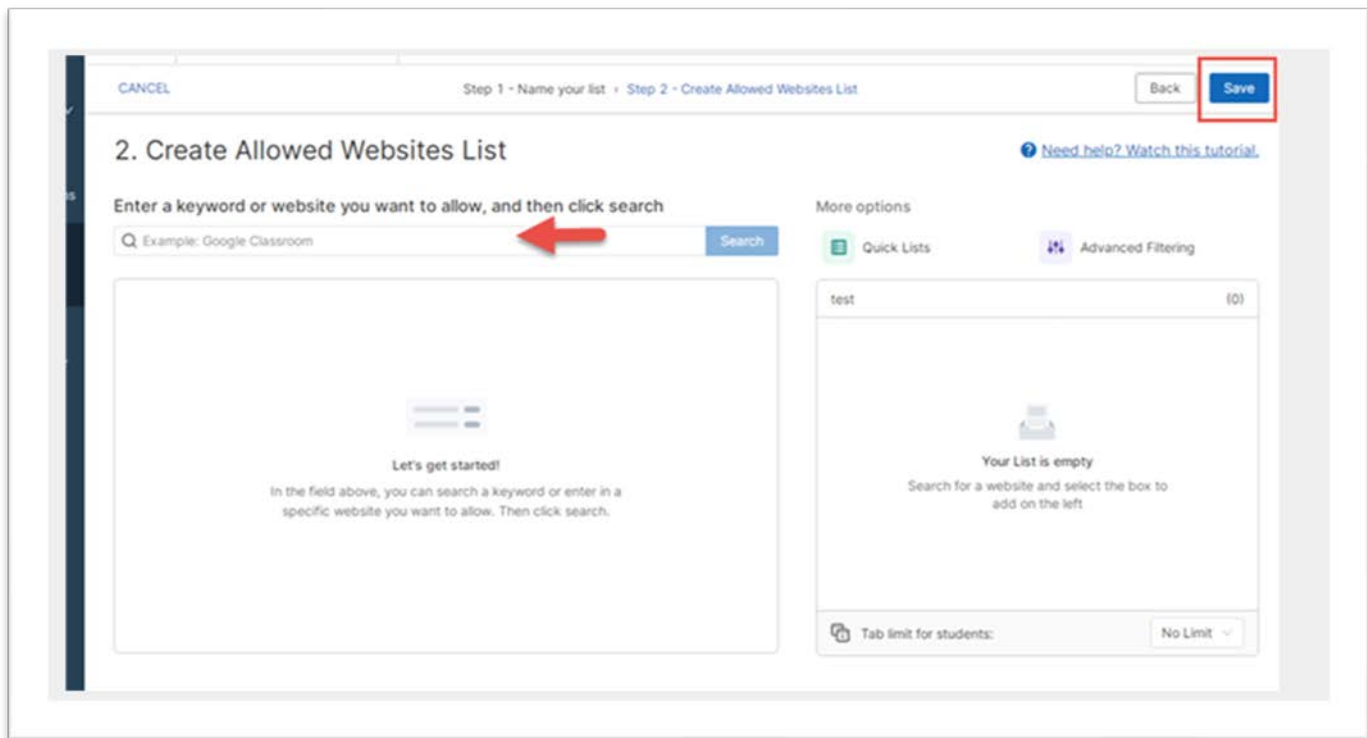 CANCEL
Step 1 - Name your list › Step 2 - Create Allowed Websites List
Back
Save
2. Create Allowed Websites List
Need help? Watch this tutorial.
Enter a keyword or website you want to allow, and then click search
Example: Google Classroom
Search
More options
Quick Lists
Advanced Filtering
Let's get started!
In the field above, you can search a keyword or enter in a
specific website you want to allow. Then click search.
test (0)
Your List is empty
Search for a website and select the box to
add on the left
Tab limit for students:
No Limit